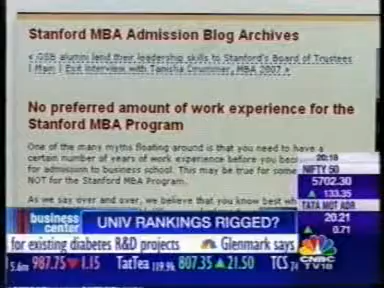 Stanford MBA Admission Blog Archives
« GSB alumni lend their leadership skills to Stanford's Board of Trustees
| Main | Exit Interview with Tanisha Drummer, MBA 2007 »
No preferred amount of work experience for the
Stanford MBA Program
One of the many myths floating around is that you need to have a
certain number of years of work experience before you
for admission to business school. This may be true for some
NOT for the Stanford MBA Program.
As we say over and over, we believe that you know best
20:19
NIFTY 50
5702.30
▲ 133.35
TATA MOT ADR
20.21
▲ 0.71
business
center
UNIV RANKINGS RIGGED?
for existing diabetes R&D projects
Glenmark says
CNBC
TV18
5.6m 987.75 ▼ 1.15 TataTea 119.9k 807.35 ▲ 21.50 TCS